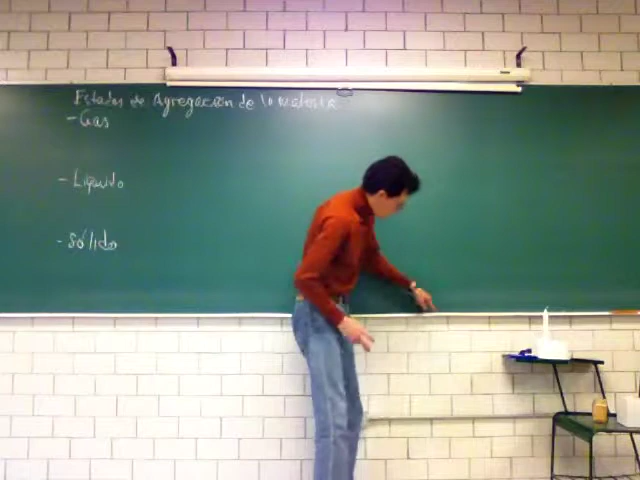 Estados de Agregación de la materia
- Gas
- Líquido
- Sólido